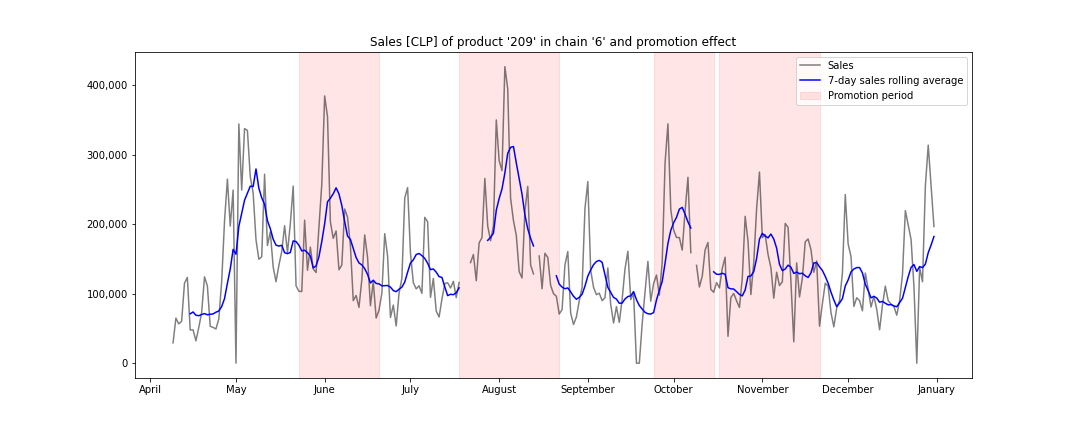 Sales [CLP] of product '209' in chain '6' and promotion effect
Sales
7-day sales rolling average
Promotion period
400,000
300,000
200,000
100,000
0
April May June July August September October November December January